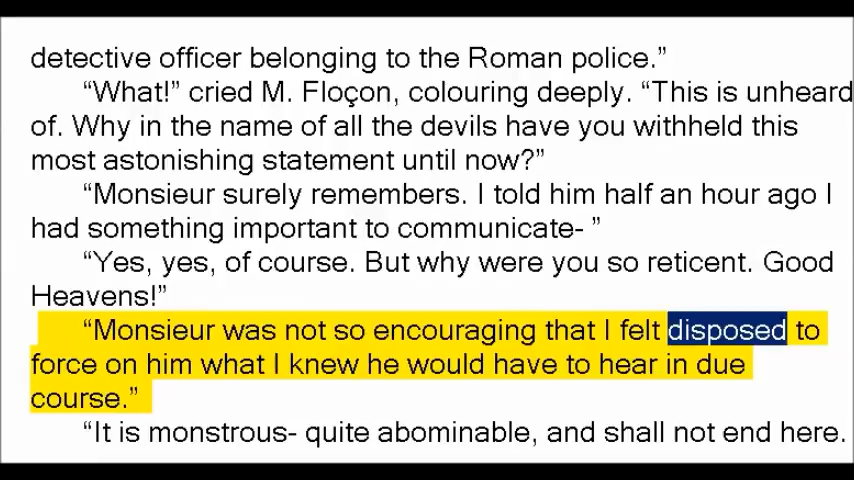 detective officer belonging to the Roman police.”
“What!” cried M. Floçon, colouring deeply. “This is unheard
of. Why in the name of all the devils have you withheld this
most astonishing statement until now?”
“Monsieur surely remembers. I told him half an hour ago I
had something important to communicate- ”
“Yes, yes, of course. But why were you so reticent. Good
Heavens!”
“Monsieur was not so encouraging that I felt disposed to
force on him what I knew he would have to hear in due
course.”
“It is monstrous- quite abominable, and shall not end here.